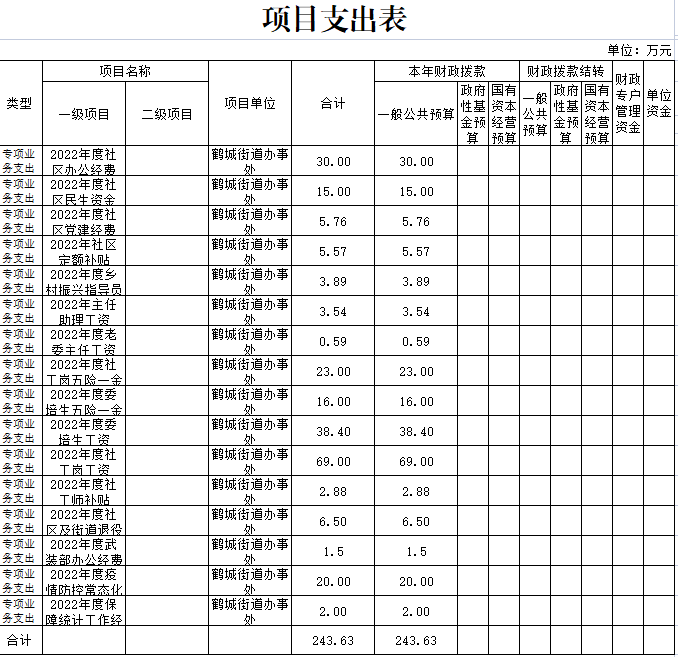 项目支出表
单位：万元
类型 项目名称 项目单位 合计 本年财政拨款 财政拨款结转 财政专户管理资金 单位资金
一级项目 二级项目 一般公共预算 政府性基金预算 国有资本经营预算 一般公共预算 政府性基金预算 国有资本经营预算
专项业务支出 2022年度社区办公经费 鹤城街道办事处 30.00 30.00
专项业务支出 2022年度社区民生资金 鹤城街道办事处 15.00 15.00
专项业务支出 2022年度社区党建经费 鹤城街道办事处 5.76 5.76
专项业务支出 2022年社区定额补贴 鹤城街道办事处 5.57 5.57
专项业务支出 2022年度乡村振兴指导员 鹤城街道办事处 3.89 3.89
专项业务支出 2022年主任助理工资 鹤城街道办事处 3.54 3.54
专项业务支出 2022年度老委主任工资 鹤城街道办事处 0.59 0.59
专项业务支出 2022年度社工岗五险一金 鹤城街道办事处 23.00 23.00
专项业务支出 2022年度委培生五险一金 鹤城街道办事处 16.00 16.00
专项业务支出 2022年度委培生工资 鹤城街道办事处 38.40 38.40
专项业务支出 2022年度社工岗工资 鹤城街道办事处 69.00 69.00
专项业务支出 2022年度社工师补贴 鹤城街道办事处 2.88 2.88
专项业务支出 2022年度社区及街道退役 鹤城街道办事处 6.50 6.50
专项业务支出 2022年度武装部办公经费 鹤城街道办事处 1.5 1.5
专项业务支出 2022年度疫情防控常态化 鹤城街道办事处 20.00 20.00
专项业务支出 2022年度保障统计工作经 鹤城街道办事处 2.00 2.00
合计 243.63 243.63